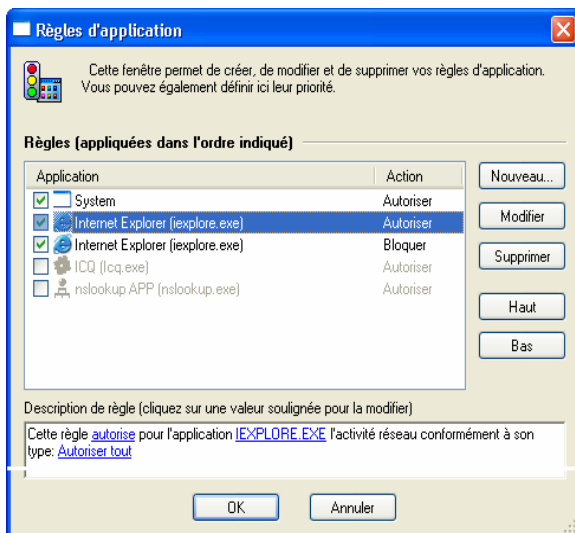 Règles d'application
Cette fenêtre permet de créer, de modifier et de supprimer vos règles d'application.
Vous pouvez également définir ici leur priorité.
Règles (appliquées dans l'ordre indiqué)
Application Action
System Autoriser
Internet Explorer (iexplore.exe) Autoriser
Internet Explorer (iexplore.exe) Bloquer
ICQ (Icq.exe) Autoriser
nslookup APP (nslookup.exe) Autoriser
Nouveau...
Modifier
Supprimer
Haut
Bas
Description de règle (cliquez sur une valeur soulignée pour la modifier)
Cette règle autorise pour l'application IEXPLORE.EXE l'activité réseau conformément à son
type: Autoriser tout
OK Annuler